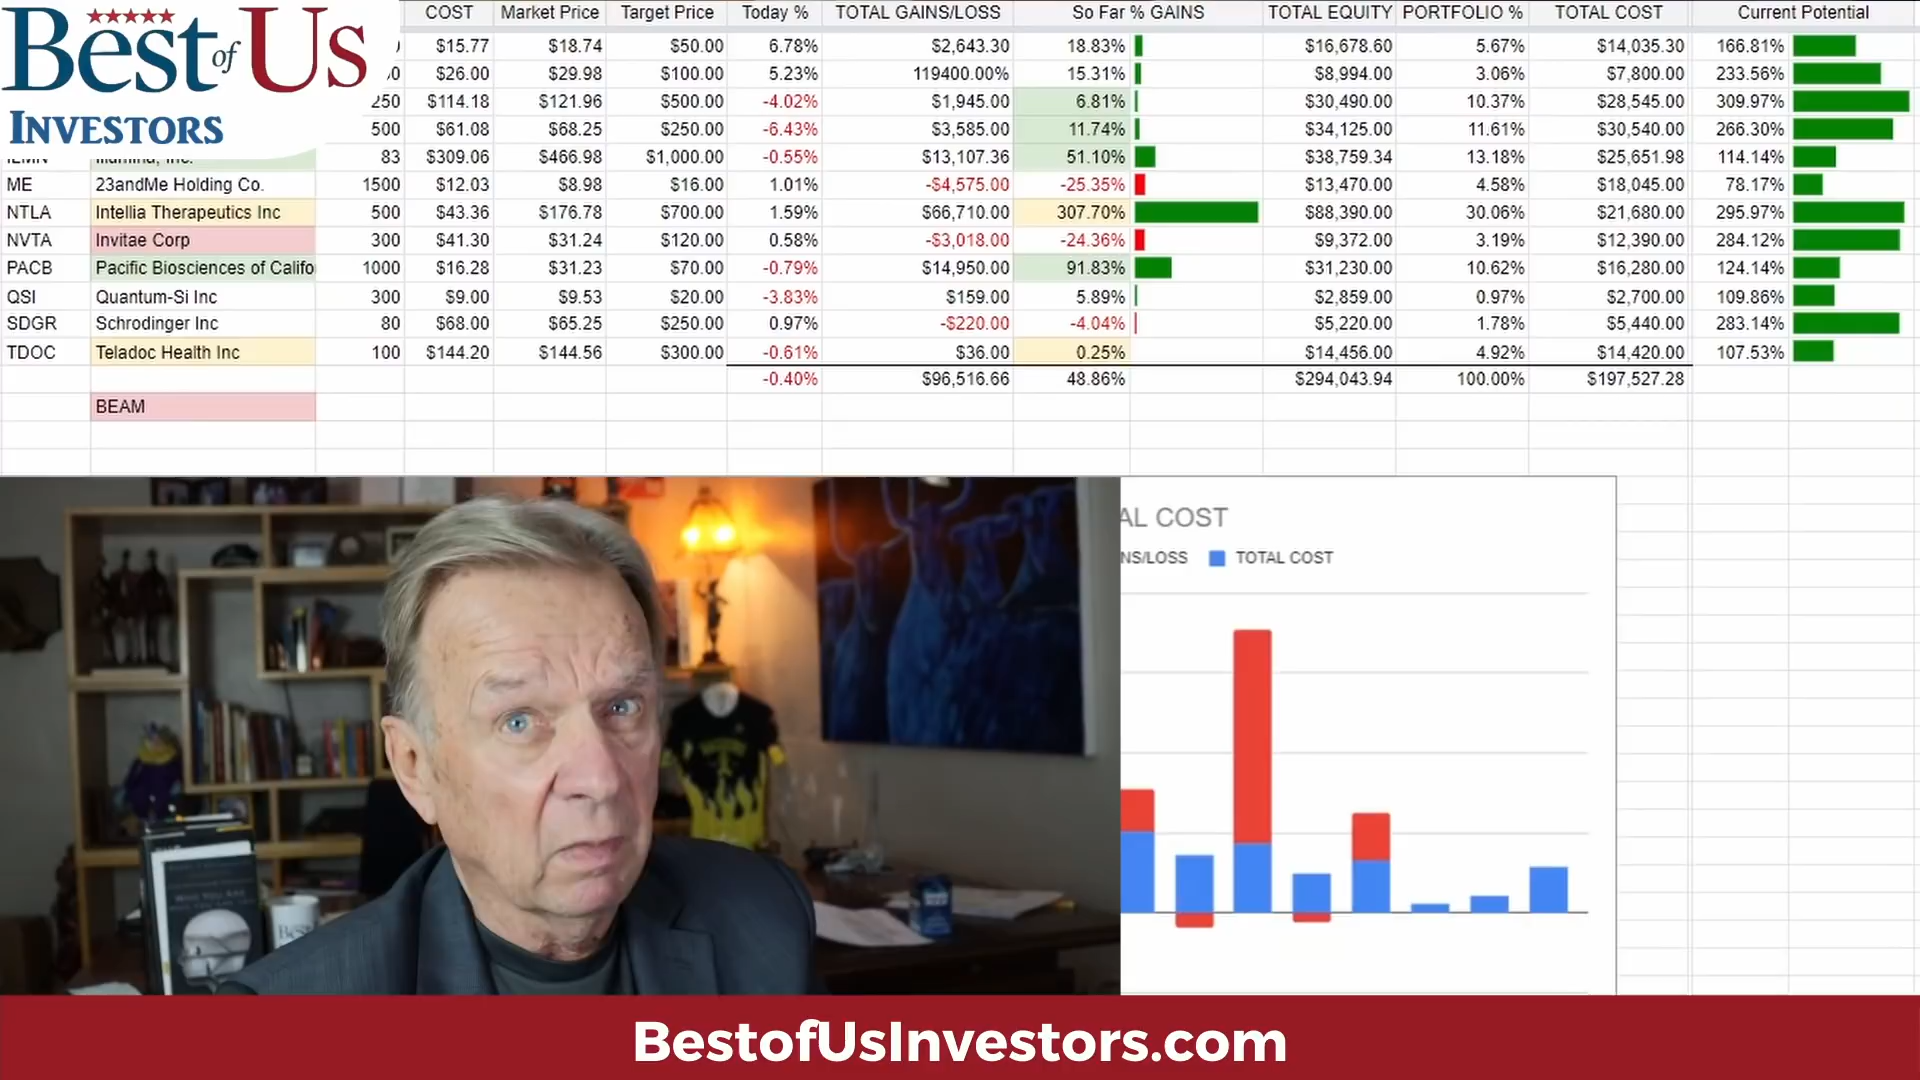 COST Market Price Target Price Today % TOTAL GAINS/LOSS So Far % GAINS TOTAL EQUITY PORTFOLIO % TOTAL COST Current Potential
Best of Us
INVESTORS
$15.77 $18.74 $50.00 6.78% $2,643.30 18.83% $16,678.60 5.67% $14,035.30 166.81%
$26.00 $29.98 $100.00 5.23% 119400.00% 15.31% $8,994.00 3.06% $7,800.00 233.56%
250 $114.18 $121.96 $500.00 -4.02% $1,945.00 6.81% $30,490.00 10.37% $28,545.00 309.97%
500 $61.08 $68.25 $250.00 -6.43% $3,585.00 11.74% $34,125.00 11.61% $30,540.00 266.30%
ILMN Illumina, Inc. 83 $309.06 $466.98 $1,000.00 -0.55% $13,107.36 51.10% $38,759.34 13.18% $25,651.98 114.14%
ME 23andMe Holding Co. 1500 $12.03 $8.98 $16.00 1.01% -$4,575.00 -25.35% $13,470.00 4.58% $18,045.00 78.17%
NTLA Intellia Therapeutics Inc 500 $43.36 $176.78 $700.00 1.59% $66,710.00 307.70% $88,390.00 30.06% $21,680.00 295.97%
NVTA Invitae Corp 300 $41.30 $31.24 $120.00 0.58% -$3,018.00 -24.36% $9,372.00 3.19% $12,390.00 284.12%
PACB Pacific Biosciences of Califo 1000 $16.28 $31.23 $70.00 -0.79% $14,950.00 91.83% $31,230.00 10.62% $16,280.00 124.14%
QSI Quantum-Si Inc 300 $9.00 $9.53 $20.00 -3.83% $159.00 5.89% $2,859.00 0.97% $2,700.00 109.86%
SDGR Schrodinger Inc 80 $68.00 $65.25 $250.00 0.97% -$220.00 -4.04% $5,220.00 1.78% $5,440.00 283.14%
TDOC Teladoc Health Inc 100 $144.20 $144.56 $300.00 -0.61% $36.00 0.25% $14,456.00 4.92% $14,420.00 107.53%
-0.40% $96,516.66 48.86% $294,043.94 100.00% $197,527.28
BEAM
AL COST
NS/LOSS TOTAL COST
BestofUsInvestors.com